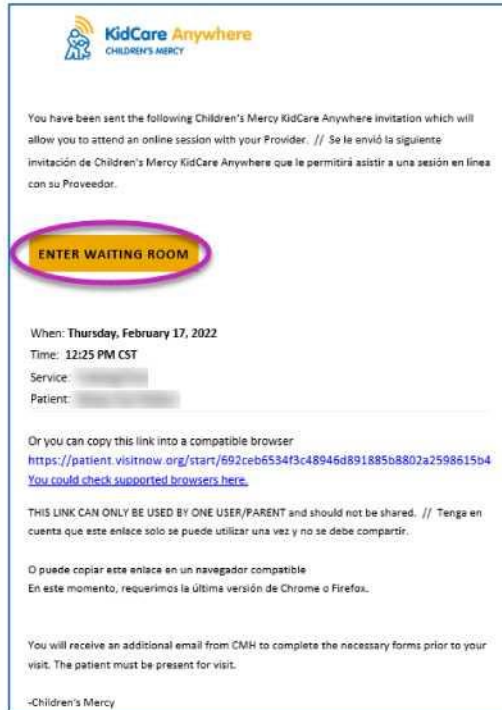 KidCare Anywhere
CHILDREN'S MERCY
You have been sent the following Children's Mercy KidCare Anywhere invitation which will
allow you to attend an online session with your Provider. // Se le envió la siguiente
invitación de Children's Mercy KidCare Anywhere que le permitirá asistir a una sesión en línea
con su Proveedor.
ENTER WAITING ROOM
When: Thursday, February 17, 2022
Time: 12:25 PM CST
Service:
Patient:
Or you can copy this link into a compatible browser
https://patient.visitnow.org/start/692ceb6534f3c48946d891885b8802a2598615b4
You could check supported browsers here.
THIS LINK CAN ONLY BE USED BY ONE USER/PARENT and should not be shared. // Tenga en
cuenta que este enlace solo se puede utilizar una vez y no se debe compartir.
O puede copiar este enlace en un navegador compatible
En este momento, requerimos la última versión de Chrome o Firefox.
You will receive an additional email from CMH to complete the necessary forms prior to your
visit. The patient must be present for visit.
-Children's Mercy